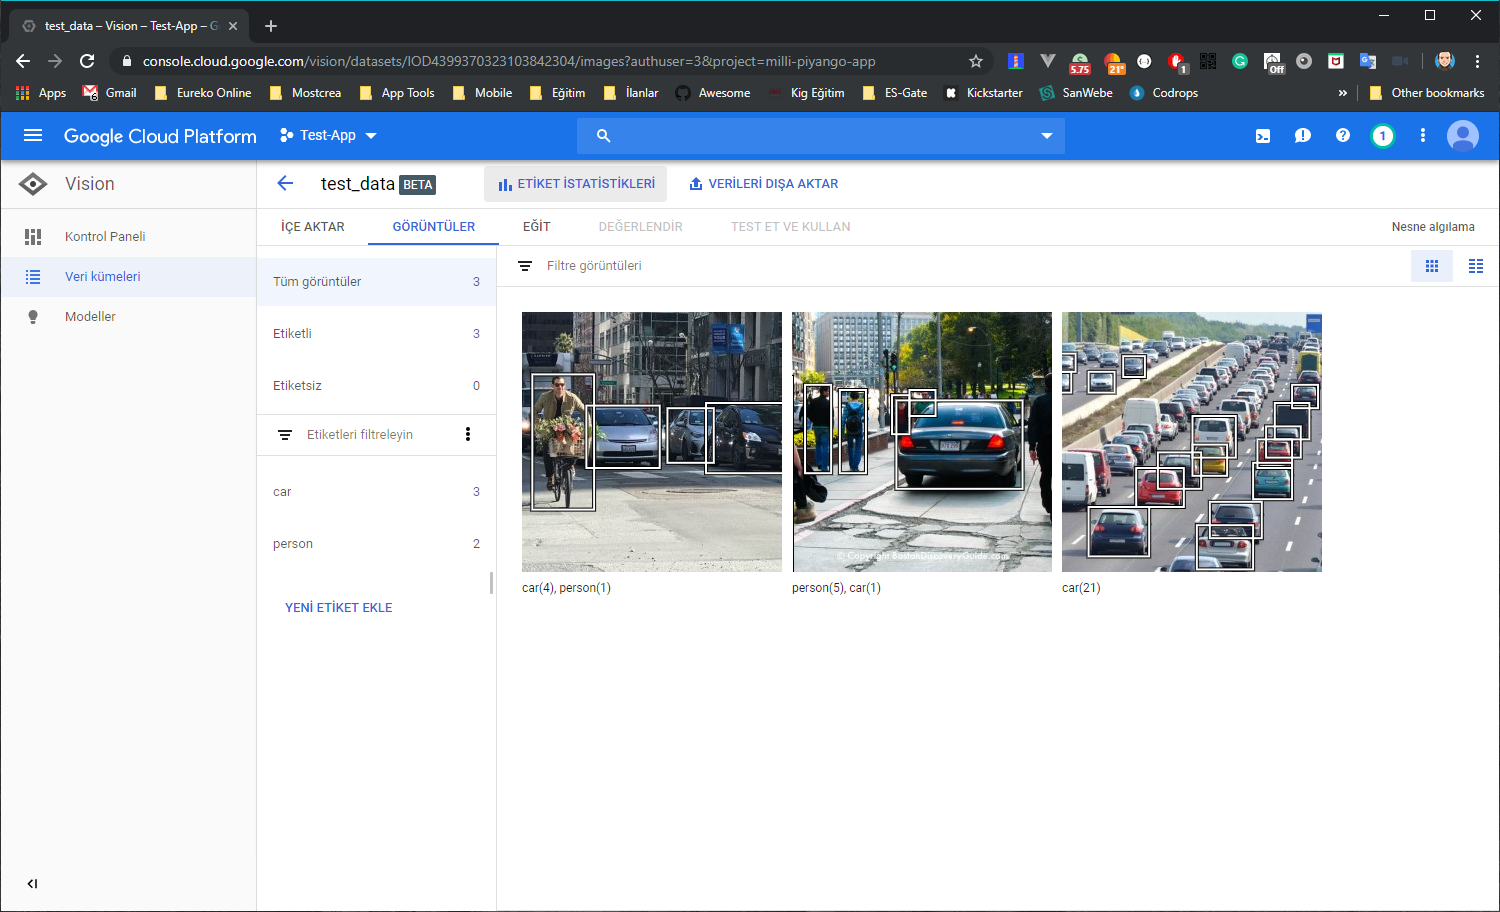 test_data – Vision – Test-App – G
console.cloud.google.com/vision/datasets/IOD4399370323103842304/images?authuser=3&project=milli-piyango-app
5.75
21°
1
Off
Apps
Gmail
Eureko Online
Mostcrea
App Tools
Mobile
Eğitim
İlanlar
Awesome
Kig Eğitim
ES-Gate
Kickstarter
SanWebe
Codrops
»
Other bookmarks
Google Cloud Platform
Test-App
1
Vision
test_data BETA
ETİKET İSTATİSTİKLERİ
VERİLERİ DIŞA AKTAR
İÇE AKTAR
GÖRÜNTÜLER
EĞİT
DEĞERLENDİR
TEST ET VE KULLAN
Nesne algılama
Kontrol Paneli
Veri kümeleri
Modeller
Tüm görüntüler 3
Etiketli 3
Etiketsiz 0
Etiketleri filtreleyin
car 3
person 2
YENİ ETİKET EKLE
Filtre görüntüleri
© Copyright BostonDiscoveryGuide.com
car(4), person(1)
person(5), car(1)
car(21)